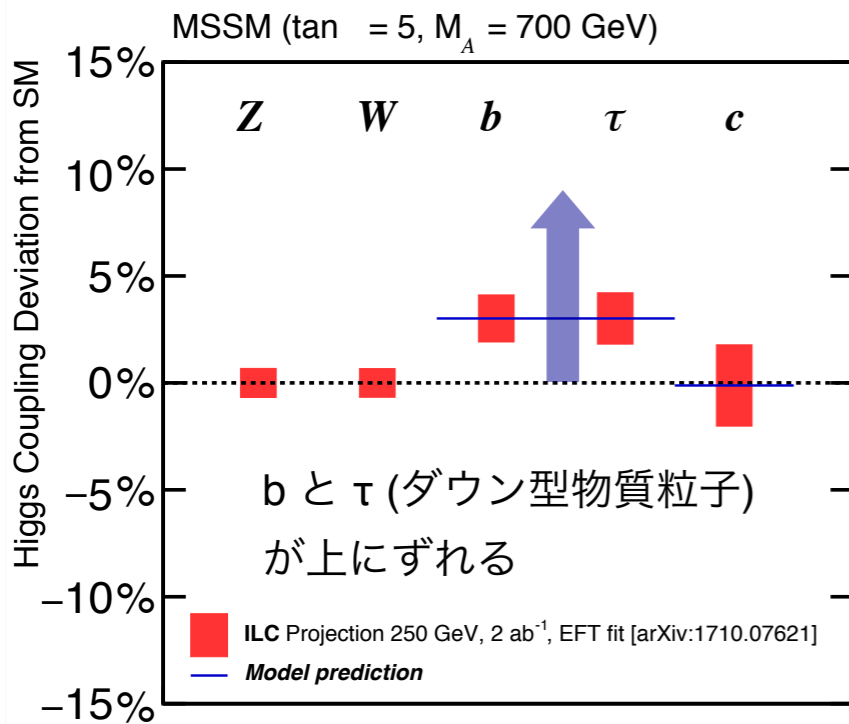 MSSM (tan = 5, M_A = 700 GeV)
Higgs Coupling Deviation from SM
15%
Z W b τ c
10%
5%
0%
−5%
b と τ (ダウン型物質粒子)
が上にずれる
−10%
ILC Projection 250 GeV, 2 ab⁻¹, EFT fit [arXiv:1710.07621]
Model prediction
−15%